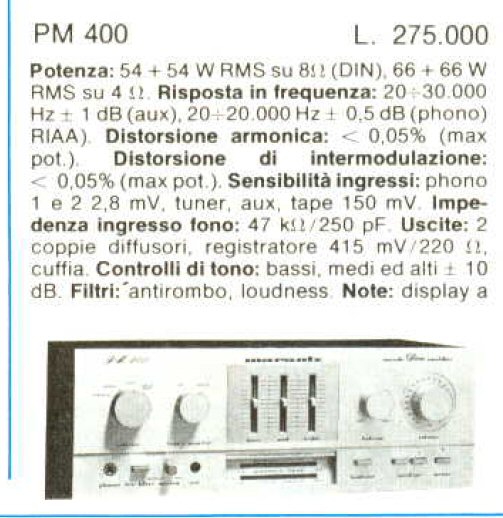 PM 400 L. 275.000
Potenza: 54 + 54 W RMS su 8Ω (DIN), 66 + 66 W
RMS su 4 Ω. Risposta in frequenza: 20÷30.000
Hz ± 1 dB (aux), 20÷20.000 Hz ± 0,5 dB (phono)
RIAA). Distorsione armonica: < 0,05% (max
pot.). Distorsione di intermodulazione:
< 0,05% (max pot.). Sensibilità ingressi: phono
1 e 2 2,8 mV, tuner, aux, tape 150 mV. Impe-
denza ingresso fono: 47 kΩ/250 pF. Uscite: 2
coppie diffusori, registratore 415 mV/220 Ω,
cuffia. Controlli di tono: bassi, medi ed alti ± 10
dB. Filtri: antirombo, loudness. Note: display a
marantz